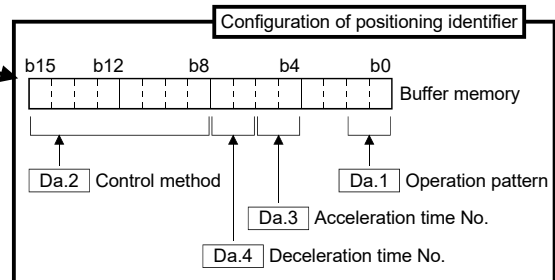 Configuration of positioning identifier
b15 b12 b8 b4 b0
Buffer memory
Da.2 Control method
Da.1 Operation pattern
Da.3 Acceleration time No.
Da.4 Deceleration time No.